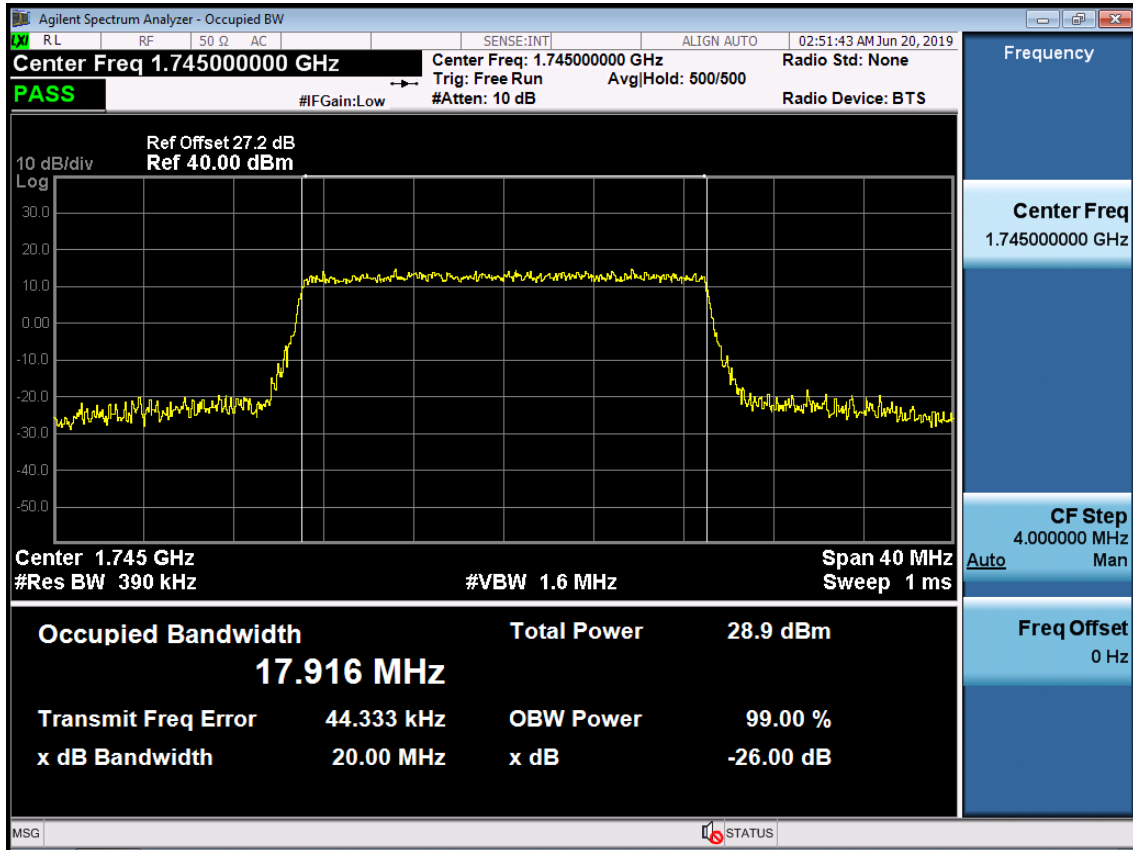 Agilent Spectrum Analyzer - Occupied BW
LXI RL RF 50 Ω AC SENSE:INT ALIGN AUTO 02:51:43 AM Jun 20, 2019
Center Freq 1.745000000 GHz
PASS
#IFGain:Low
Center Freq: 1.745000000 GHz
Trig: Free Run Avg|Hold: 500/500
#Atten: 10 dB
Radio Std: None
Radio Device: BTS
Ref Offset 27.2 dB
10 dB/div Ref 40.00 dBm
Log
30.0
20.0
10.0
0.00
-10.0
-20.0
-30.0
-40.0
-50.0
Center 1.745 GHz Span 40 MHz
#Res BW 390 kHz #VBW 1.6 MHz Sweep 1 ms
Occupied Bandwidth Total Power 28.9 dBm
17.916 MHz
Transmit Freq Error 44.333 kHz OBW Power 99.00 %
x dB Bandwidth 20.00 MHz x dB -26.00 dB
Frequency
Center Freq
1.745000000 GHz
CF Step
4.000000 MHz
Auto Man
Freq Offset
0 Hz
MSG STATUS